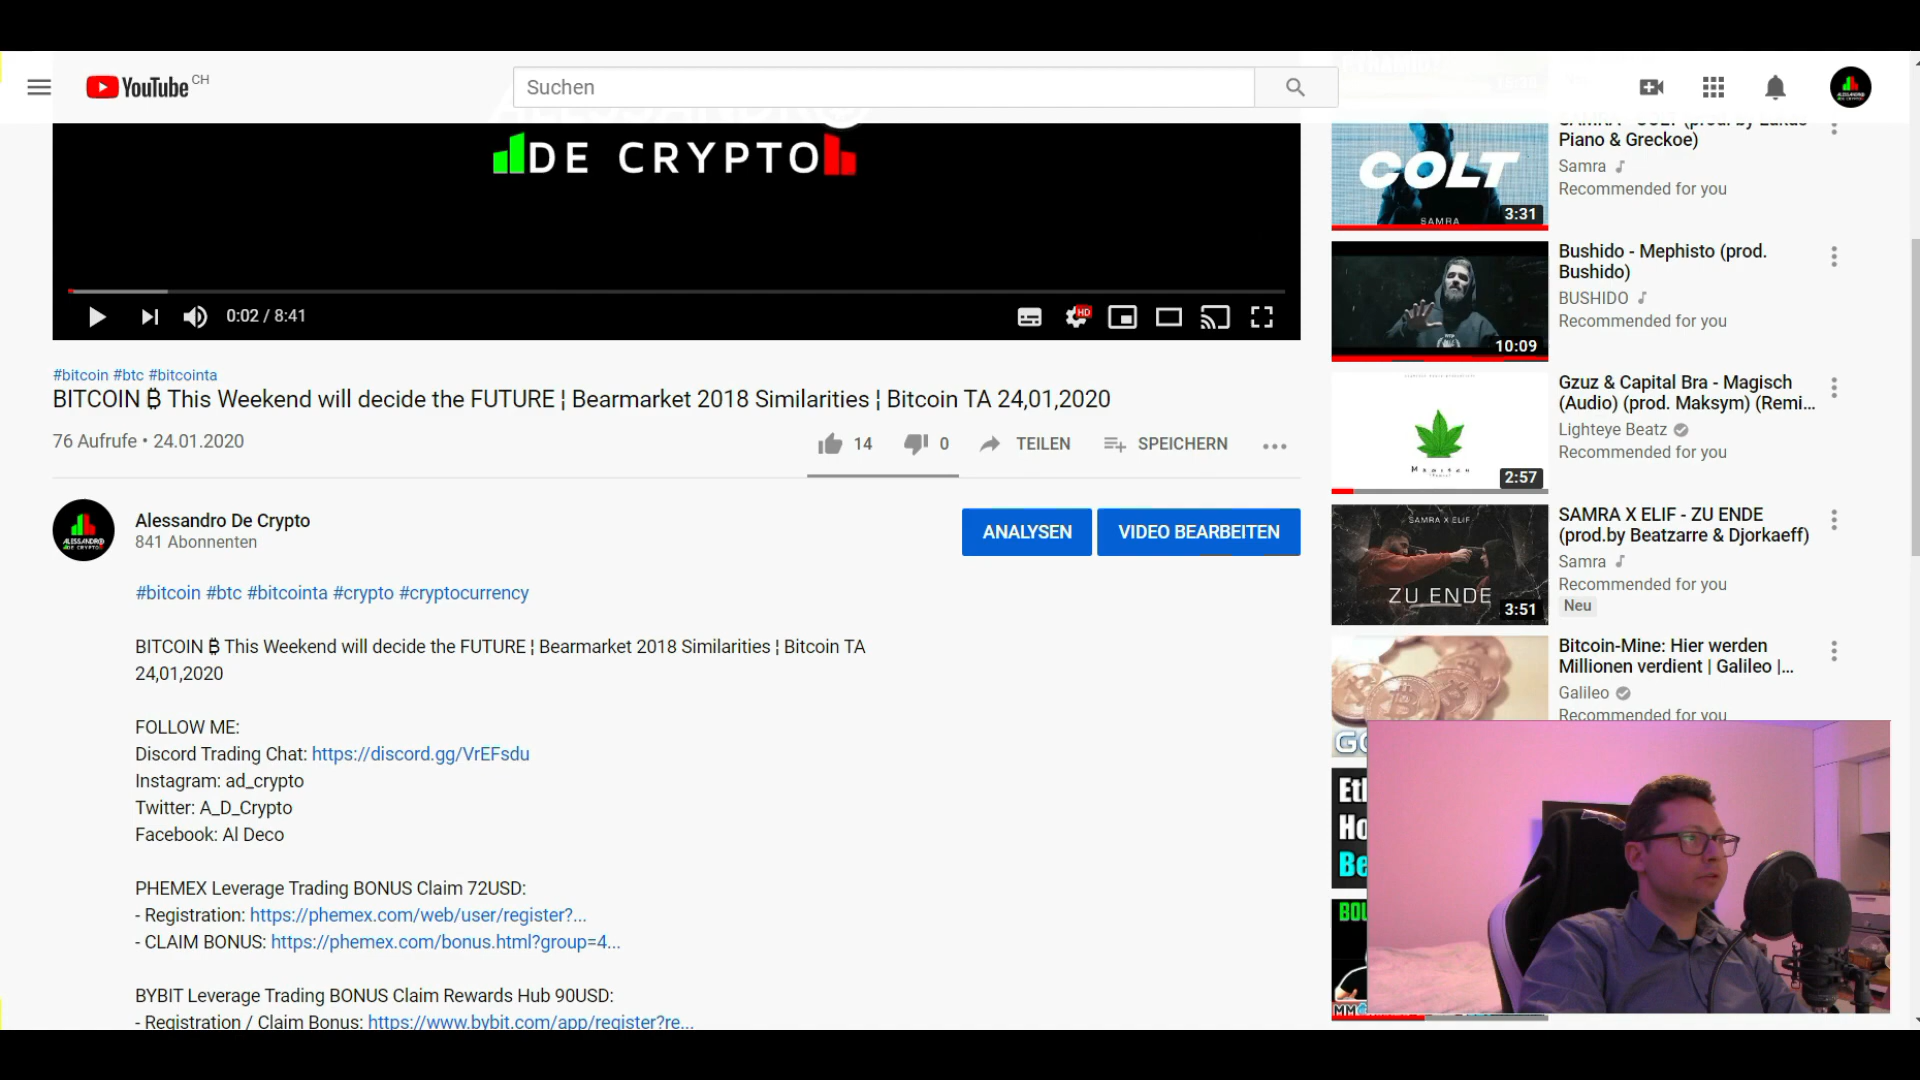 YouTube CH
Suchen
DE CRYPTO
0:02 / 8:41
HD
#bitcoin #btc #bitcointa
BITCOIN ₿ This Weekend will decide the FUTURE ¦ Bearmarket 2018 Similarities ¦ Bitcoin TA 24,01,2020
76 Aufrufe • 24.01.2020
14
0
TEILEN
SPEICHERN
Alessandro De Crypto
841 Abonnenten
ANALYSEN
VIDEO BEARBEITEN
#bitcoin #btc #bitcointa #crypto #cryptocurrency
BITCOIN ₿ This Weekend will decide the FUTURE ¦ Bearmarket 2018 Similarities ¦ Bitcoin TA
24,01,2020
FOLLOW ME:
Discord Trading Chat: https://discord.gg/VrEFsdu
Instagram: ad_crypto
Twitter: A_D_Crypto
Facebook: Al Deco
PHEMEX Leverage Trading BONUS Claim 72USD:
- Registration: https://phemex.com/web/user/register?...
- CLAIM BONUS: https://phemex.com/bonus.html?group=4...
BYBIT Leverage Trading BONUS Claim Rewards Hub 90USD:
- Registration / Claim Bonus: https://www.bybit.com/app/register?re...
COLT
SAMRA
3:31
Piano & Greckoe)
Samra
Recommended for you
10:09
Bushido - Mephisto (prod.
Bushido)
BUSHIDO
Recommended for you
2:57
Gzuz & Capital Bra - Magisch
(Audio) (prod. Maksym) (Remi...
Lighteye Beatz
Recommended for you
SAMRA X ELIF
ZU ENDE
3:51
SAMRA X ELIF - ZU ENDE
(prod.by Beatzarre & Djorkaeff)
Samra
Recommended for you
Neu
Bitcoin-Mine: Hier werden
Millionen verdient | Galileo |...
Galileo
Recommended for you